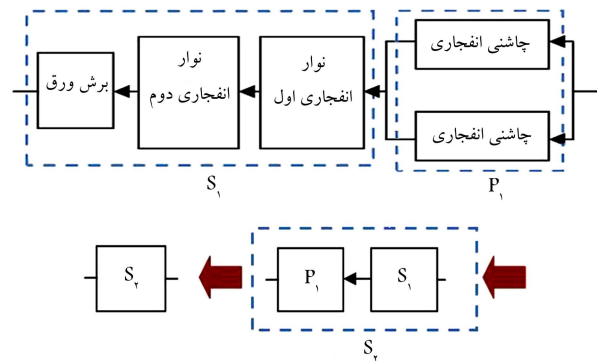 چاشنی انفجاری
چاشنی انفجاری
P۱
نوار
انفجاری اول
نوار
انفجاری دوم
برش ورق
S۱
S۱
P۱
S۲
S۲